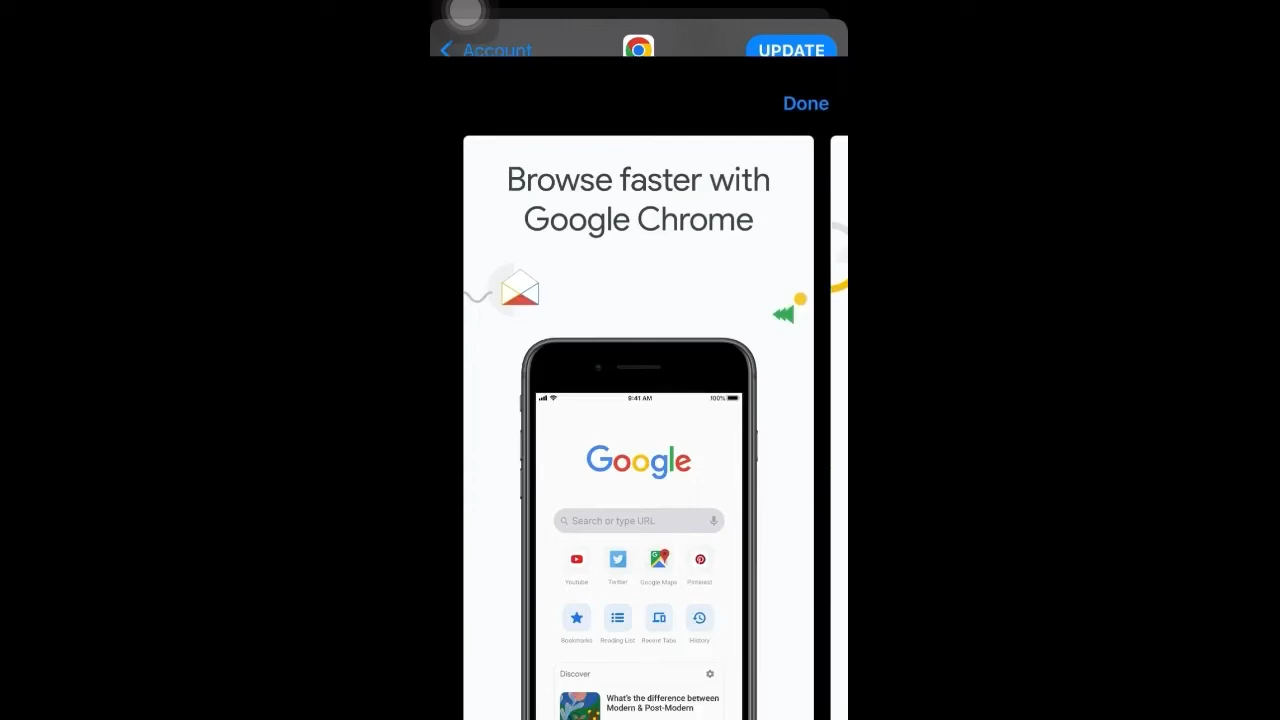 Account
UPDATE
Done
Browse faster with
Google Chrome
9:41 AM
100%
Google
Search or type URL
Youtube
Twitter
Google Maps
Pinterest
Bookmarks
Reading List
Recent Tabs
History
Discover
What's the difference between
Modern & Post-Modern